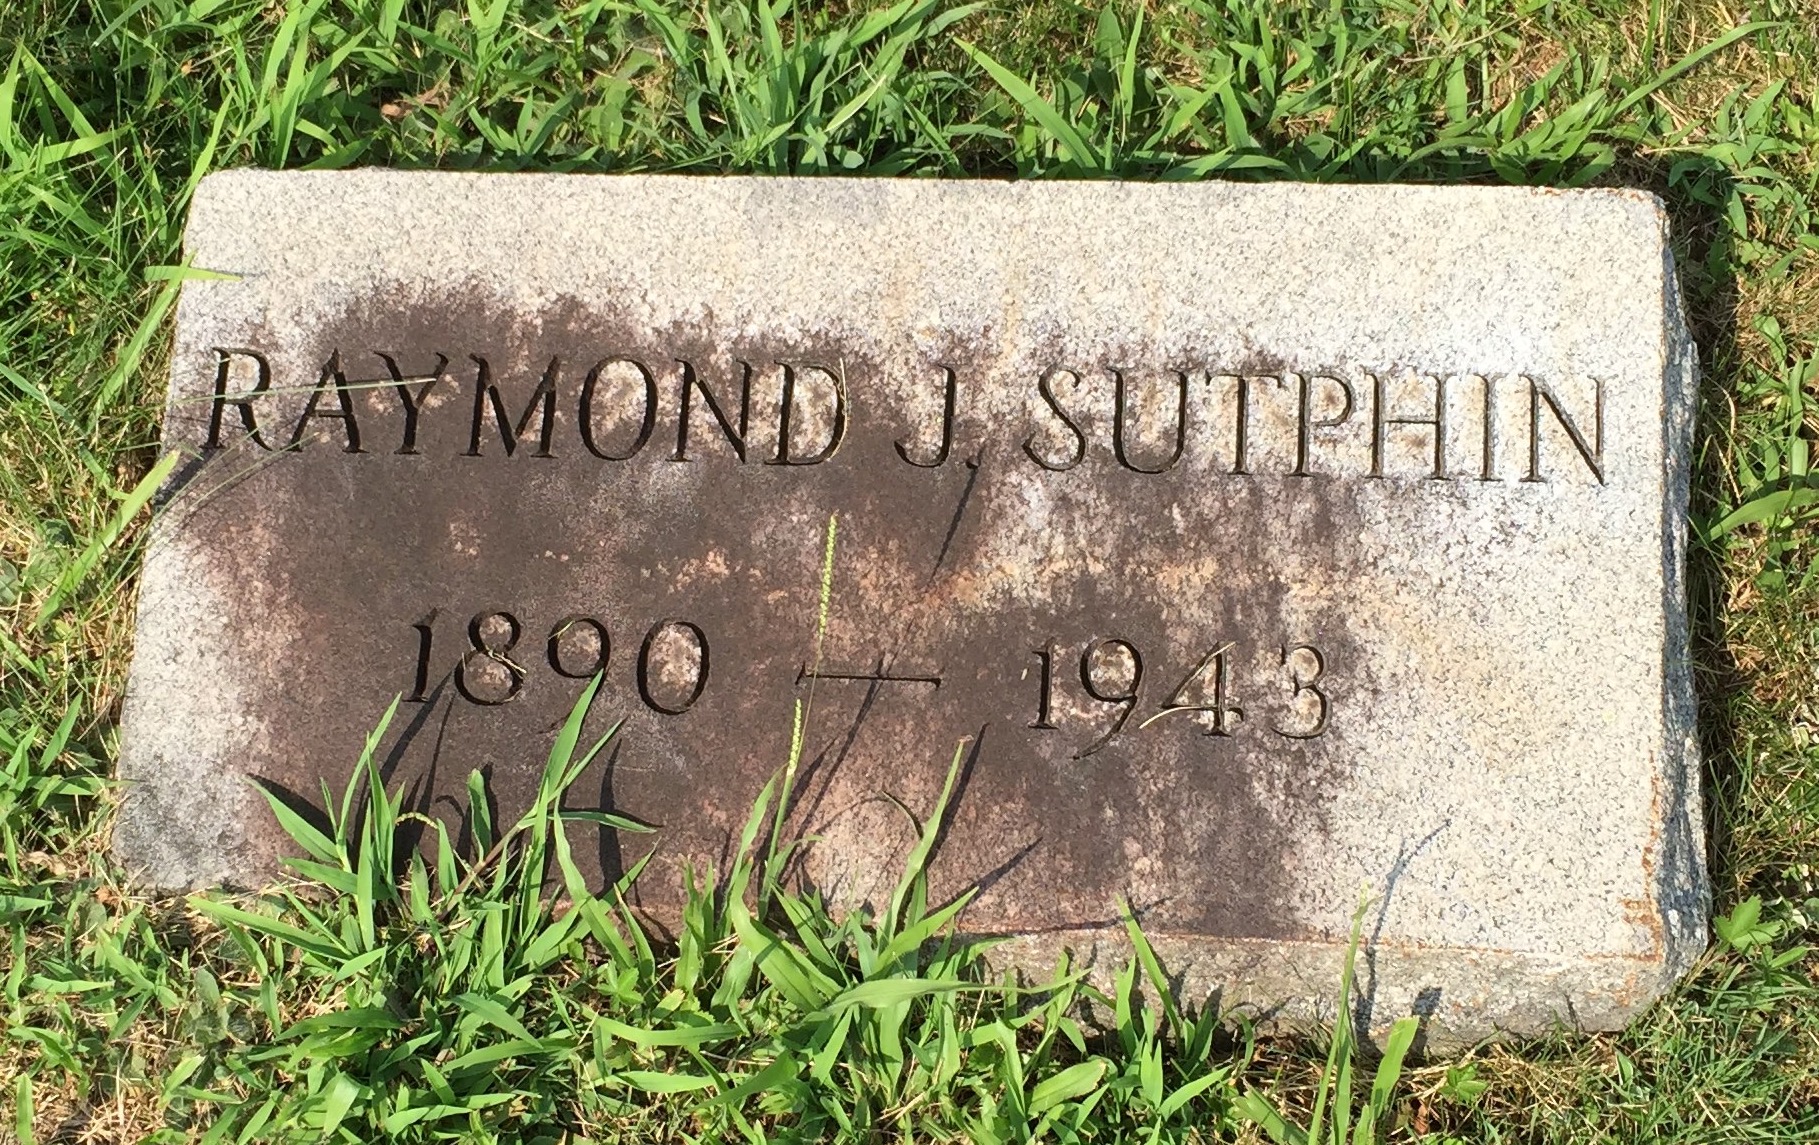 RAYMOND J. SUTPHIN
1890 — 1943